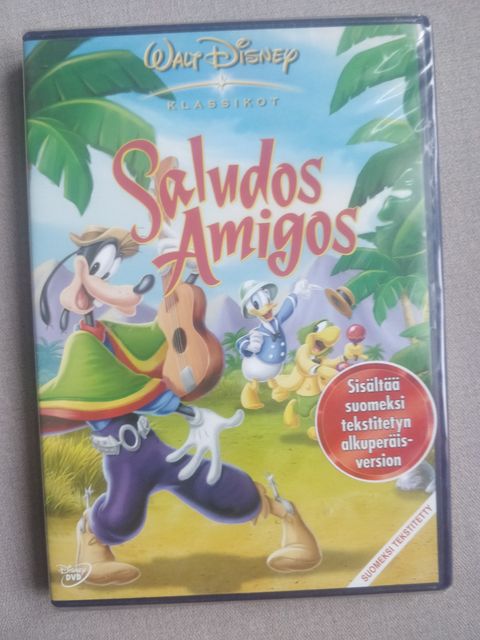 WALT DISNEY
KLASSIKOT
Saludos
Amigos
Sisältää
suomeksi
tekstitetyn
alkuperäis-
version
SUOMEKSI TEKSTITETTY
DISNEY
DVD